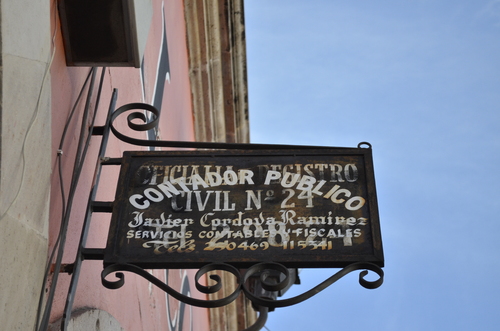 OFICIALIA REGISTRO
CONTADOR PUBLICO
CIVIL Nº 24
Javier Cordova Ramirez
SERVICIOS CONTABLES Y FISCALES